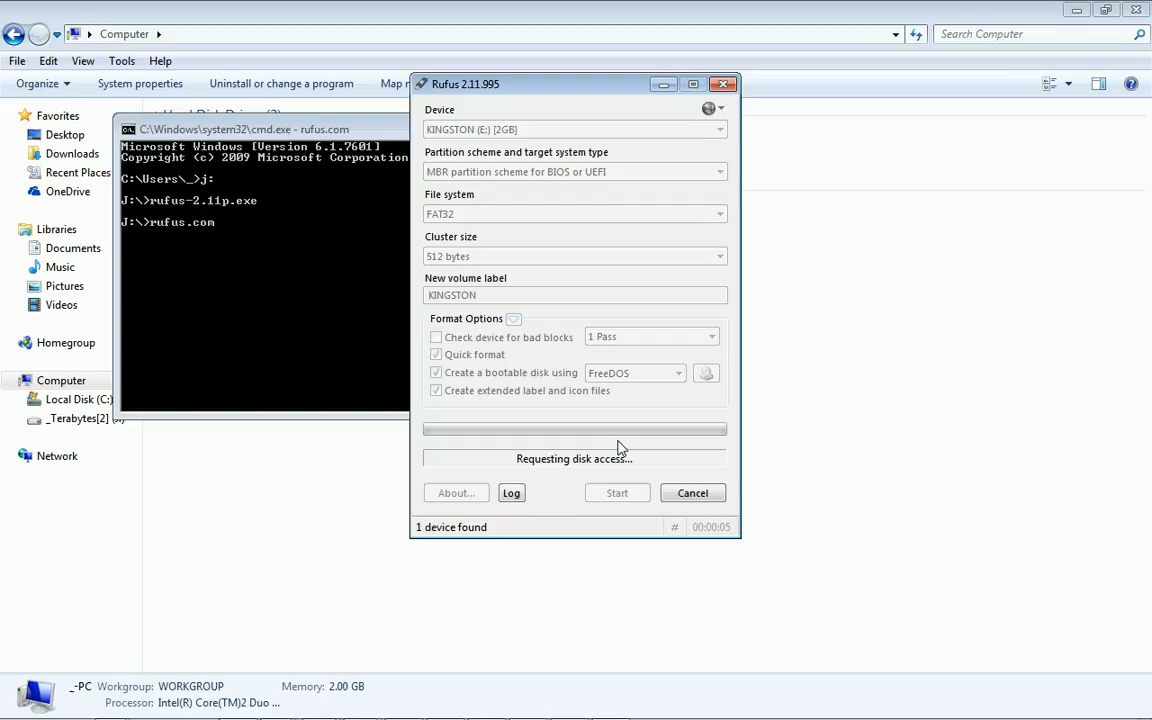 Computer
Search Computer
File Edit View Tools Help
Organize System properties Uninstall or change a program Map n
Favorites
Desktop
Downloads
Recent Places
OneDrive
Libraries
Documents
Music
Pictures
Videos
Homegroup
Computer
Local Disk (C:)
_Terabytes[2]
Network
C:\Windows\system32\cmd.exe - rufus.com
Microsoft Windows [Version 6.1.7601]
Copyright (c) 2009 Microsoft Corporation
C:\Users\_>j:
J:\>rufus-2.11p.exe
J:\>rufus.com
Rufus 2.11.995
Device
KINGSTON (E:) [2GB]
Partition scheme and target system type
MBR partition scheme for BIOS or UEFI
File system
FAT32
Cluster size
512 bytes
New volume label
KINGSTON
Format Options
Check device for bad blocks 1 Pass
Quick format
Create a bootable disk using FreeDOS
Create extended label and icon files
Requesting disk access...
About... Log Start Cancel
1 device found # 00:00:05
_-PC Workgroup: WORKGROUP Memory: 2.00 GB
Processor: Intel(R) Core(TM)2 Duo ...